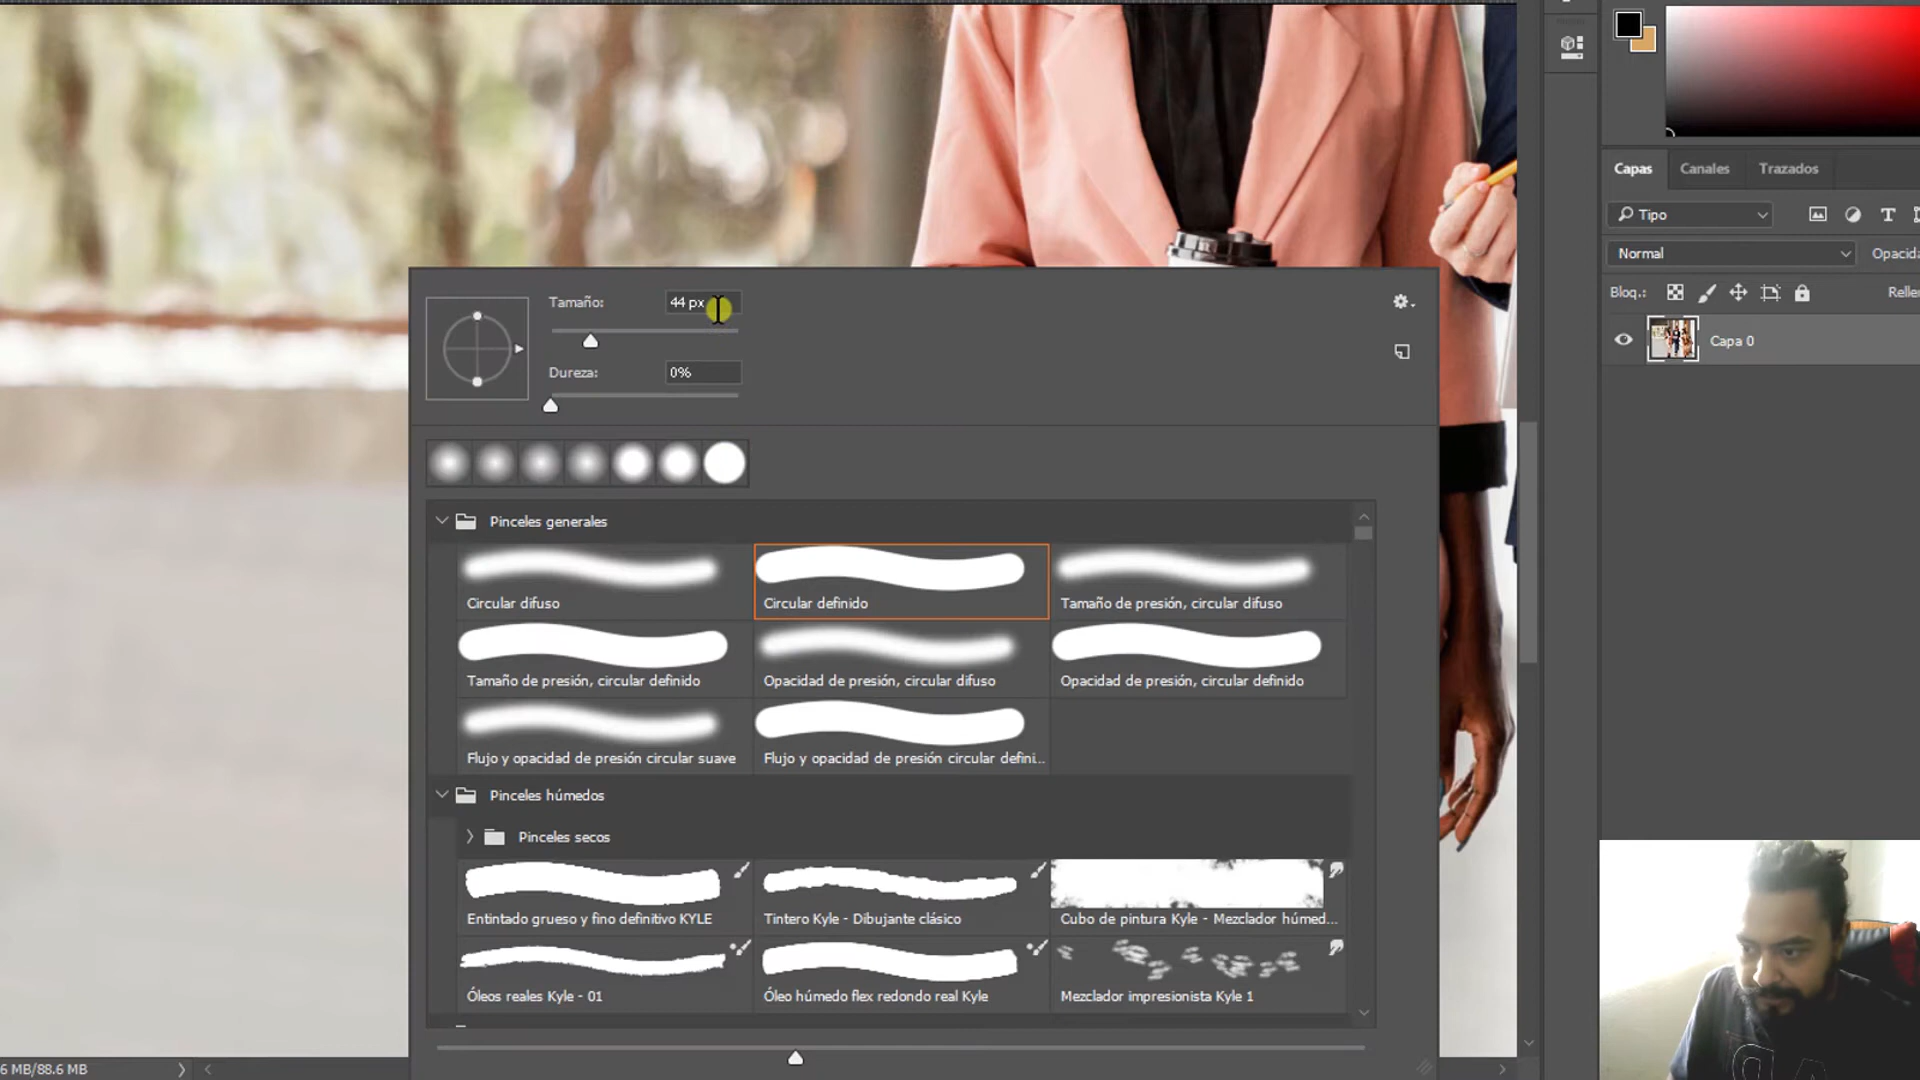 Tamaño: 44 px
Dureza: 0%
Pinceles generales
Circular difuso
Circular definido
Tamaño de presión, circular difuso
Tamaño de presión, circular definido
Opacidad de presión, circular difuso
Opacidad de presión, circular definido
Flujo y opacidad de presión circular suave
Flujo y opacidad de presión circular defini...
Pinceles húmedos
Pinceles secos
Entintado grueso y fino definitivo KYLE
Tintero Kyle - Dibujante clásico
Cubo de pintura Kyle - Mezclador húmed...
Óleos reales Kyle - 01
Óleo húmedo flex redondo real Kyle
Mezclador impresionista Kyle 1
6 MB/88.6 MB
Capas Canales Trazados
Tipo
Normal Opacida
Bloq.: Relle
Capa 0